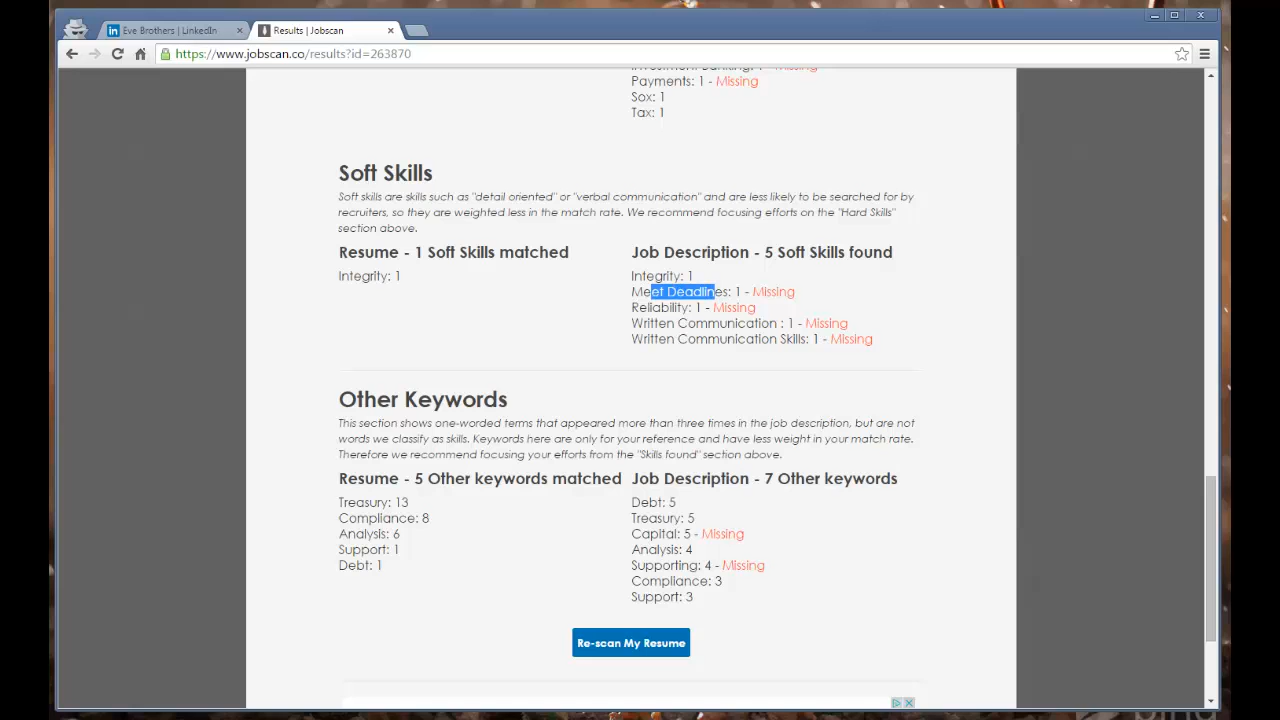 Eve Brothers | LinkedIn
Results | Jobscan
https://www.jobscan.co/results?id=263870
Investment Banking: 1 - Missing
Payments: 1 - Missing
Sox: 1
Tax: 1
Soft Skills
Soft skills are skills such as "detail oriented" or "verbal communication" and are less likely to be searched for by
recruiters, so they are weighted less in the match rate. We recommend focusing efforts on the "Hard Skills"
section above.
Resume - 1 Soft Skills matched
Integrity: 1
Job Description - 5 Soft Skills found
Integrity: 1
Meet Deadlines: 1 - Missing
Reliability: 1 - Missing
Written Communication : 1 - Missing
Written Communication Skills: 1 - Missing
Other Keywords
This section shows one-worded terms that appeared more than three times in the job description, but are not
words we classify as skills. Keywords here are only for your reference and have less weight in your match rate.
Therefore we recommend focusing your efforts from the "Skills found" section above.
Resume - 5 Other keywords matched
Treasury: 13
Compliance: 8
Analysis: 6
Support: 1
Debt: 1
Job Description - 7 Other keywords
Debt: 5
Treasury: 5
Capital: 5 - Missing
Analysis: 4
Supporting: 4 - Missing
Compliance: 3
Support: 3
Re-scan My Resume